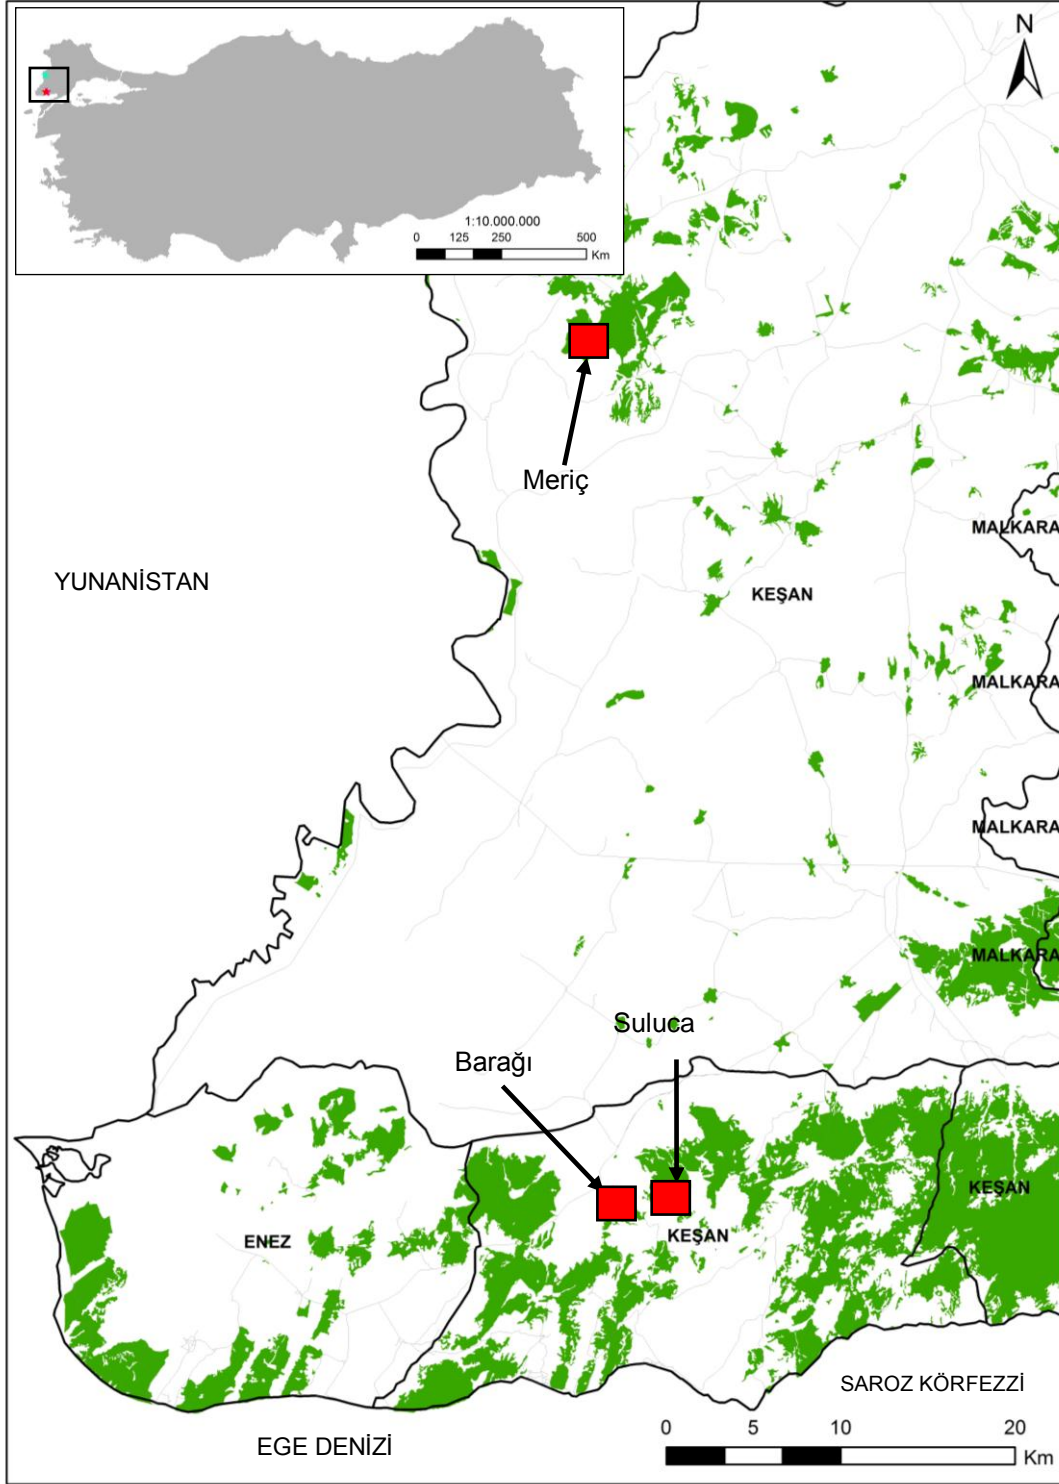 N
1:10.000.000
0 125 250 500
Km
Meriç
MALKARA
YUNANİSTAN
KEŞAN
MALKARA
MALKARA
MALKARA
Suluca
Barağı
KEŞAN
ENEZ
KEŞAN
SAROZ KÖRFEZZİ
0 5 10 20
Km
EGE DENİZİ